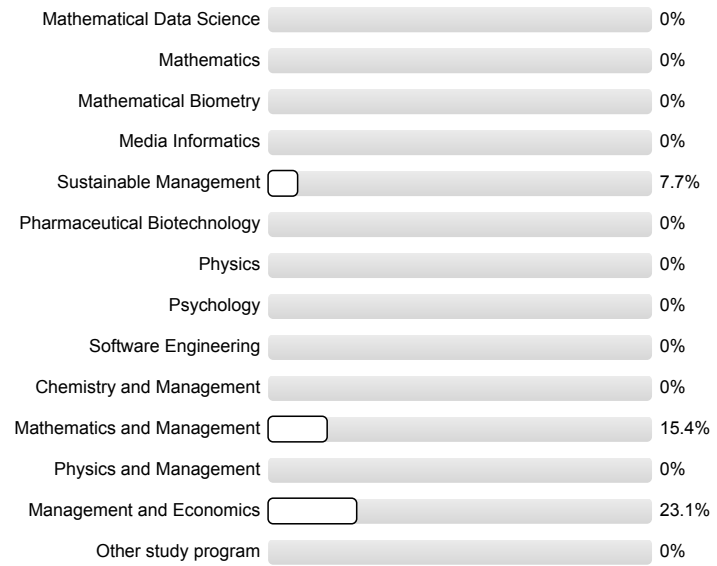 Mathematical Data Science 0%
Mathematics 0%
Mathematical Biometry 0%
Media Informatics 0%
Sustainable Management 7.7%
Pharmaceutical Biotechnology 0%
Physics 0%
Psychology 0%
Software Engineering 0%
Chemistry and Management 0%
Mathematics and Management 15.4%
Physics and Management 0%
Management and Economics 23.1%
Other study program 0%